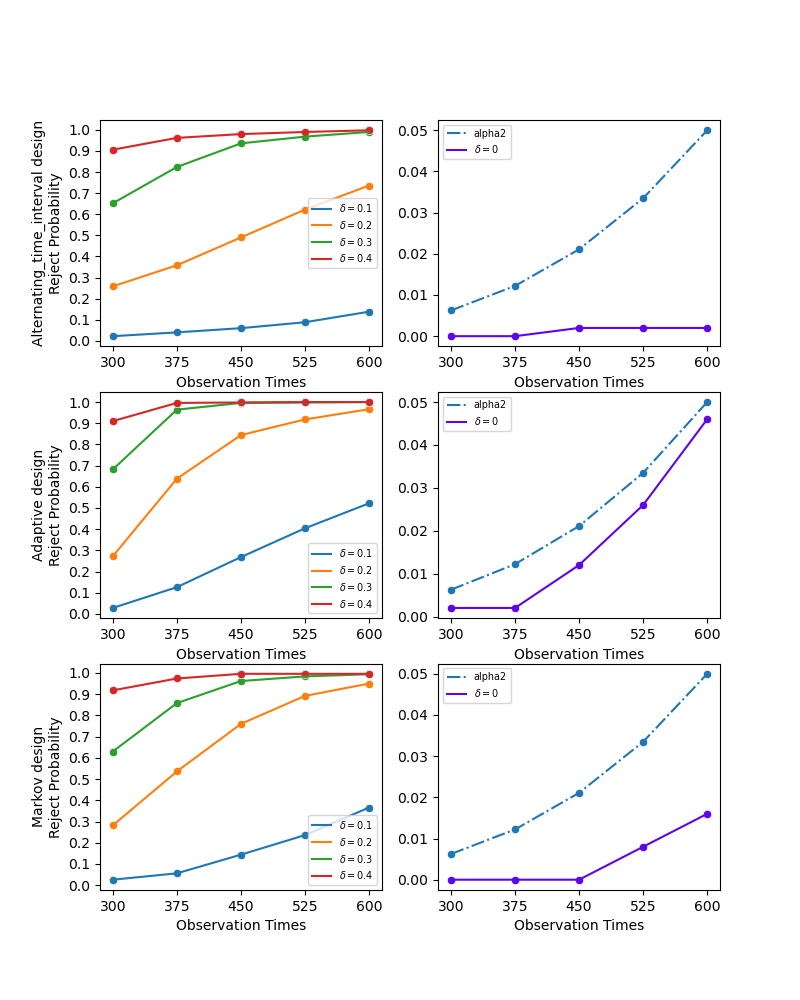 Alternating_time_interval design
Reject Probability
1.0
0.9
0.8
0.7
0.6
0.5
0.4
0.3
0.2
0.1
0.0
δ = 0.1
δ = 0.2
δ = 0.3
δ = 0.4
300 375 450 525 600
Observation Times
0.05
0.04
0.03
0.02
0.01
0.00
alpha2
δ = 0
300 375 450 525 600
Observation Times
Adaptive design
Reject Probability
1.0
0.9
0.8
0.7
0.6
0.5
0.4
0.3
0.2
0.1
0.0
δ = 0.1
δ = 0.2
δ = 0.3
δ = 0.4
300 375 450 525 600
Observation Times
0.05
0.04
0.03
0.02
0.01
0.00
alpha2
δ = 0
300 375 450 525 600
Observation Times
Markov design
Reject Probability
1.0
0.9
0.8
0.7
0.6
0.5
0.4
0.3
0.2
0.1
0.0
δ = 0.1
δ = 0.2
δ = 0.3
δ = 0.4
300 375 450 525 600
Observation Times
0.05
0.04
0.03
0.02
0.01
0.00
alpha2
δ = 0
300 375 450 525 600
Observation Times